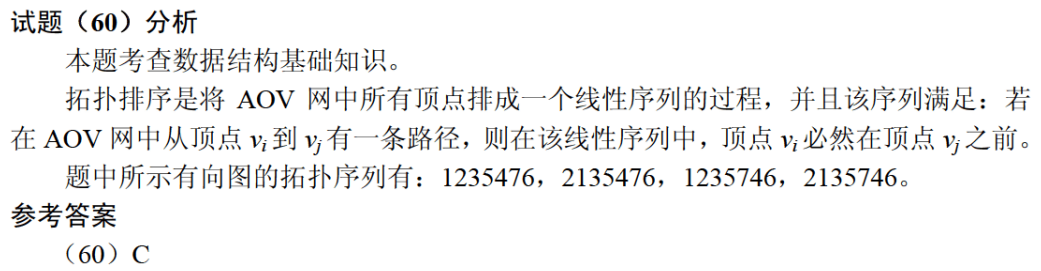 试题（60）分析
本题考查数据结构基础知识。
拓扑排序是将 AOV 网中所有顶点排成一个线性序列的过程，并且该序列满足：若
在 AOV 网中从顶点 vi 到 vj 有一条路径，则在该线性序列中，顶点 vi 必然在顶点 vj 之前。
题中所示有向图的拓扑序列有：1235476，2135476，1235746，2135746。
参考答案
（60）C